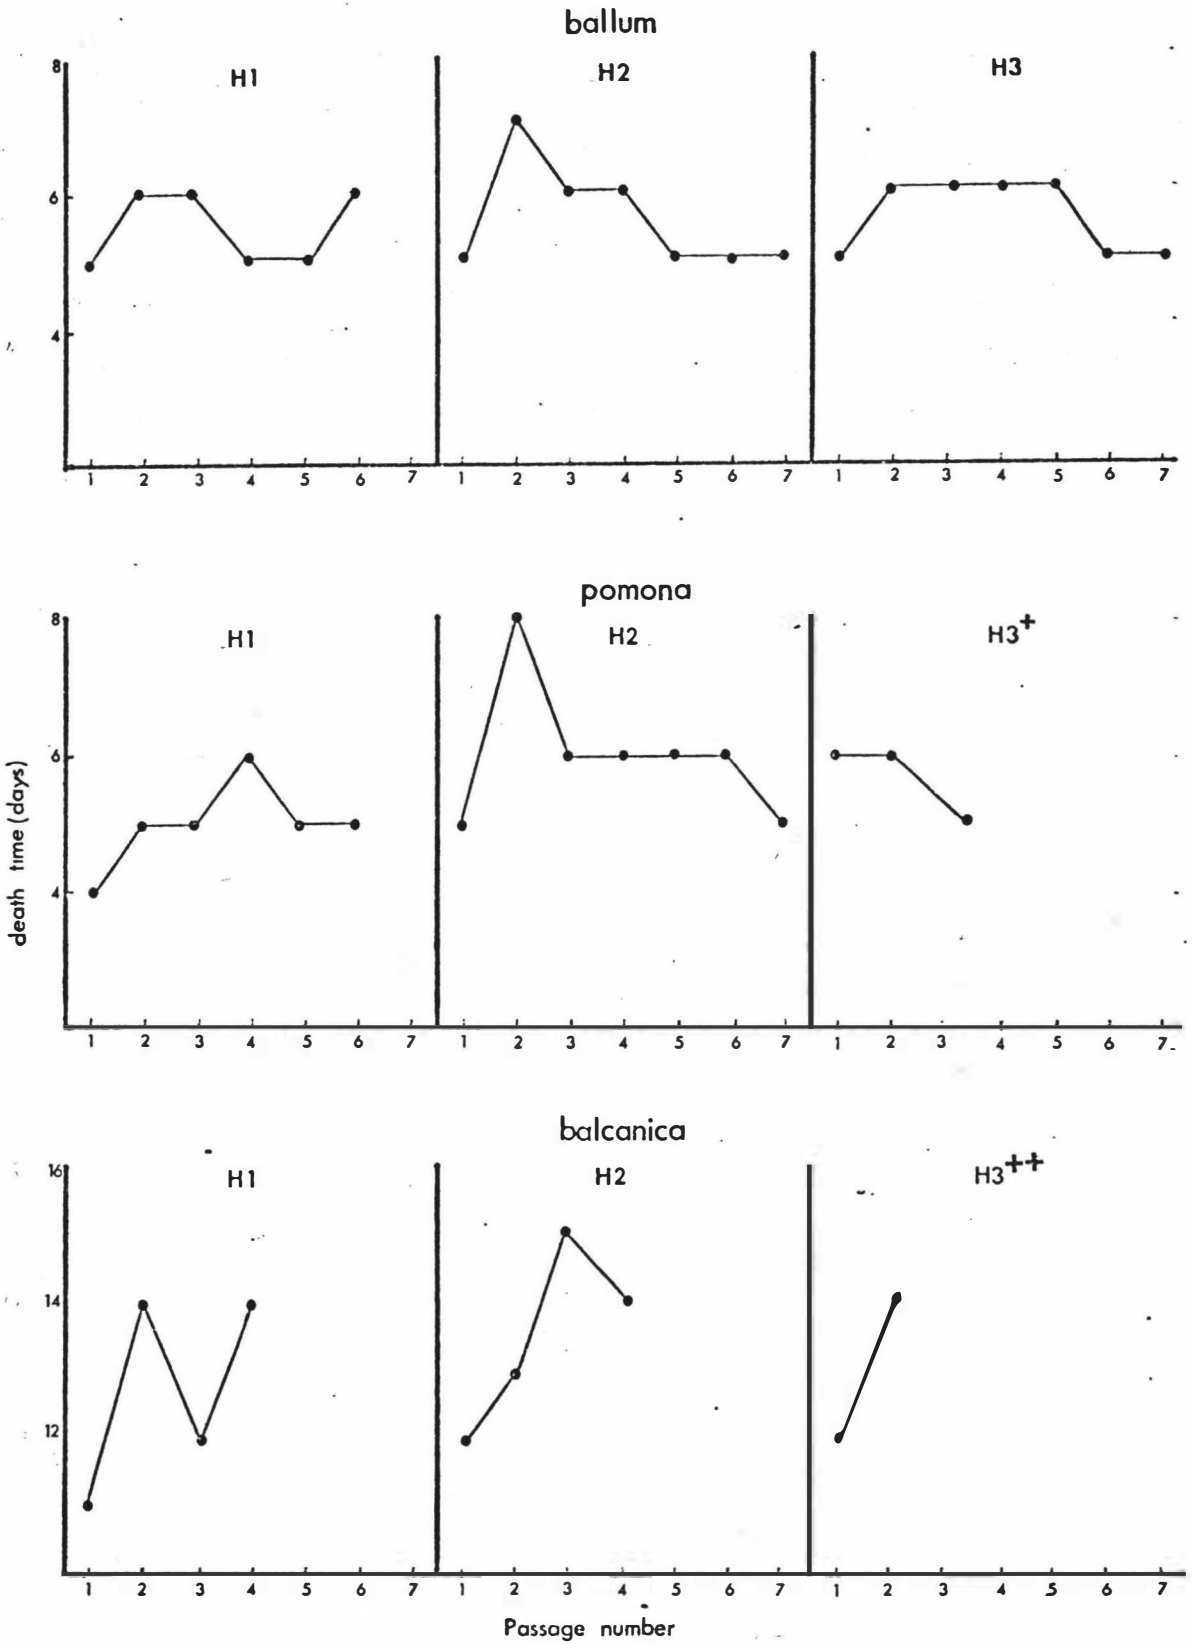 ballum
H1 H2 H3
8
6
4
1 2 3 4 5 6 7 1 2 3 4 5 6 7 1 2 3 4 5 6 7
pomona
H1 H2 H3+
8
6
4
1 2 3 4 5 6 7 1 2 3 4 5 6 7 1 2 3 4 5 6 7
death time (days)
balcanica
H1 H2 H3++
16
14
12
1 2 3 4 5 6 7 1 2 3 4 5 6 7 1 2 3 4 5 6 7
Passage number